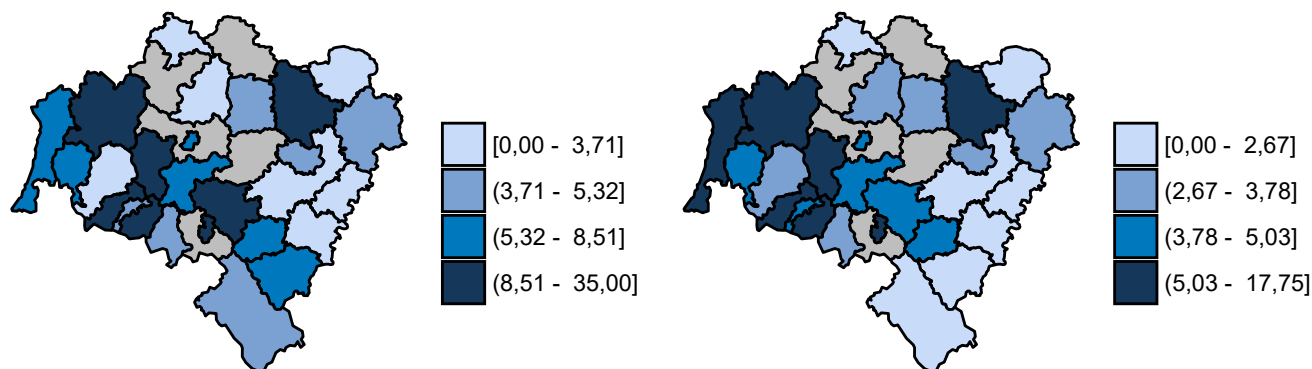 [0,00 - 3,71]
(3,71 - 5,32]
(5,32 - 8,51]
(8,51 - 35,00]
[0,00 - 2,67]
(2,67 - 3,78]
(3,78 - 5,03]
(5,03 - 17,75]